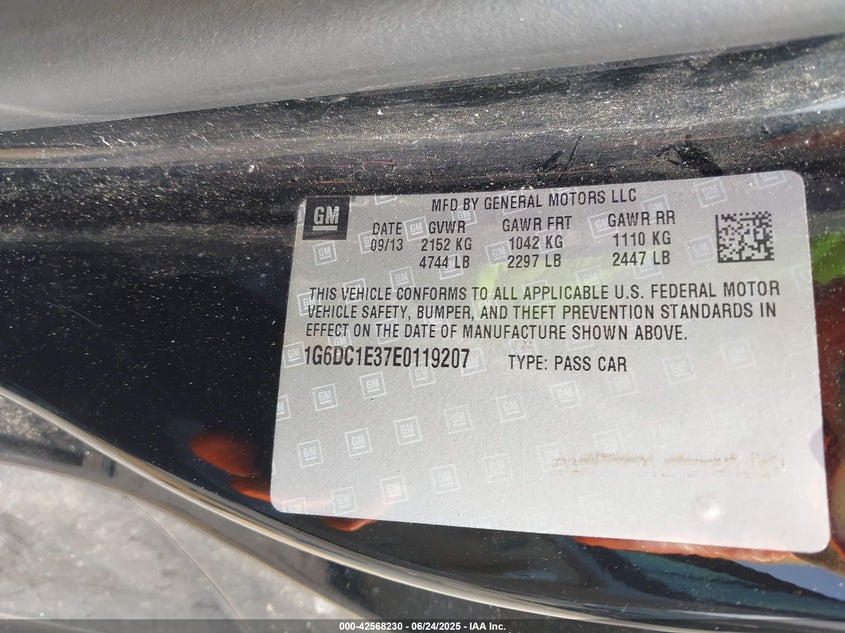 GM
MFD BY GENERAL MOTORS LLC
DATE GVWR GAWR FRT GAWR RR
09/13 2152 KG 1042 KG 1110 KG
4744 LB 2297 LB 2447 LB
THIS VEHICLE CONFORMS TO ALL APPLICABLE U.S. FEDERAL MOTOR
VEHICLE SAFETY, BUMPER, AND THEFT PREVENTION STANDARDS IN
EFFECT ON THE DATE OF MANUFACTURE SHOWN ABOVE.
1G6DC1E37E0119207 TYPE: PASS CAR
000-42568230 - 06/24/2025 - IAA Inc.